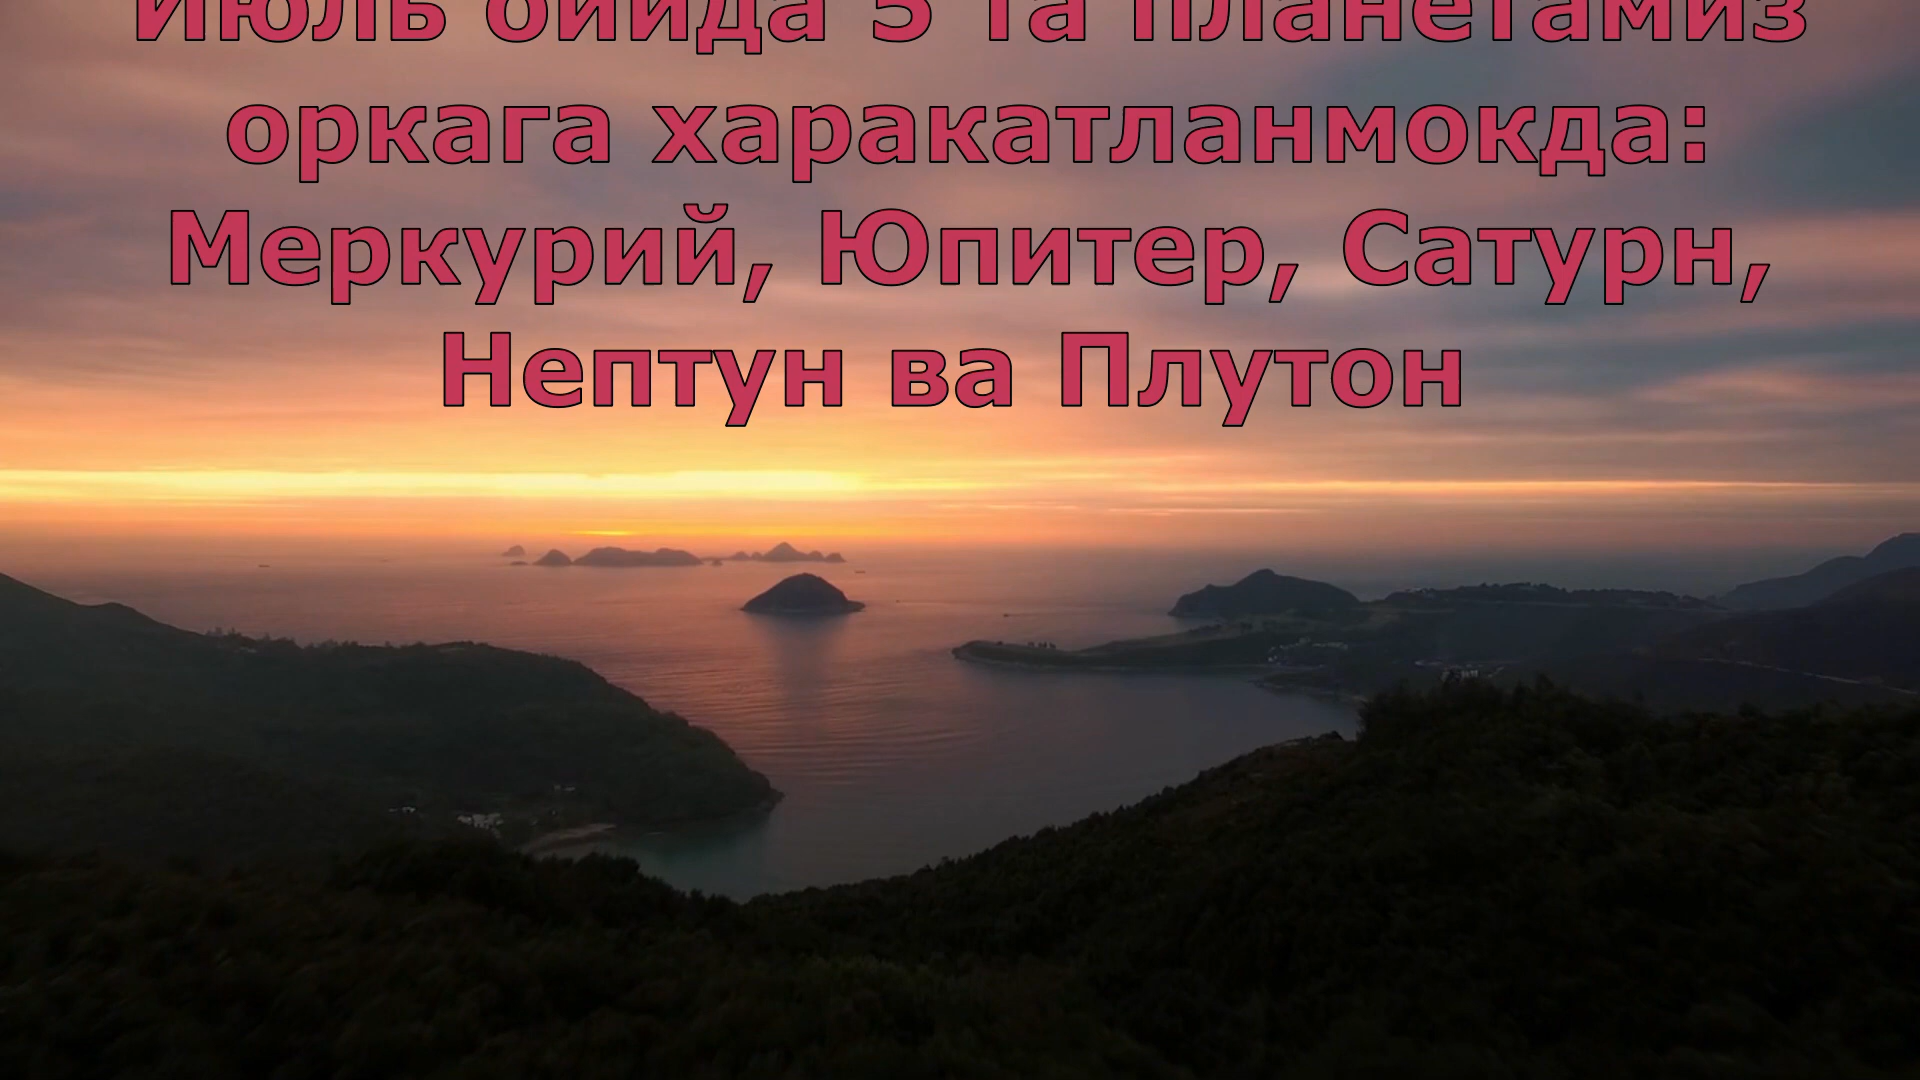 Июль ойида 5 та планетамиз
оркага харакатланмокда:
Меркурий, Юпитер, Сатурн,
Нептун ва Плутон